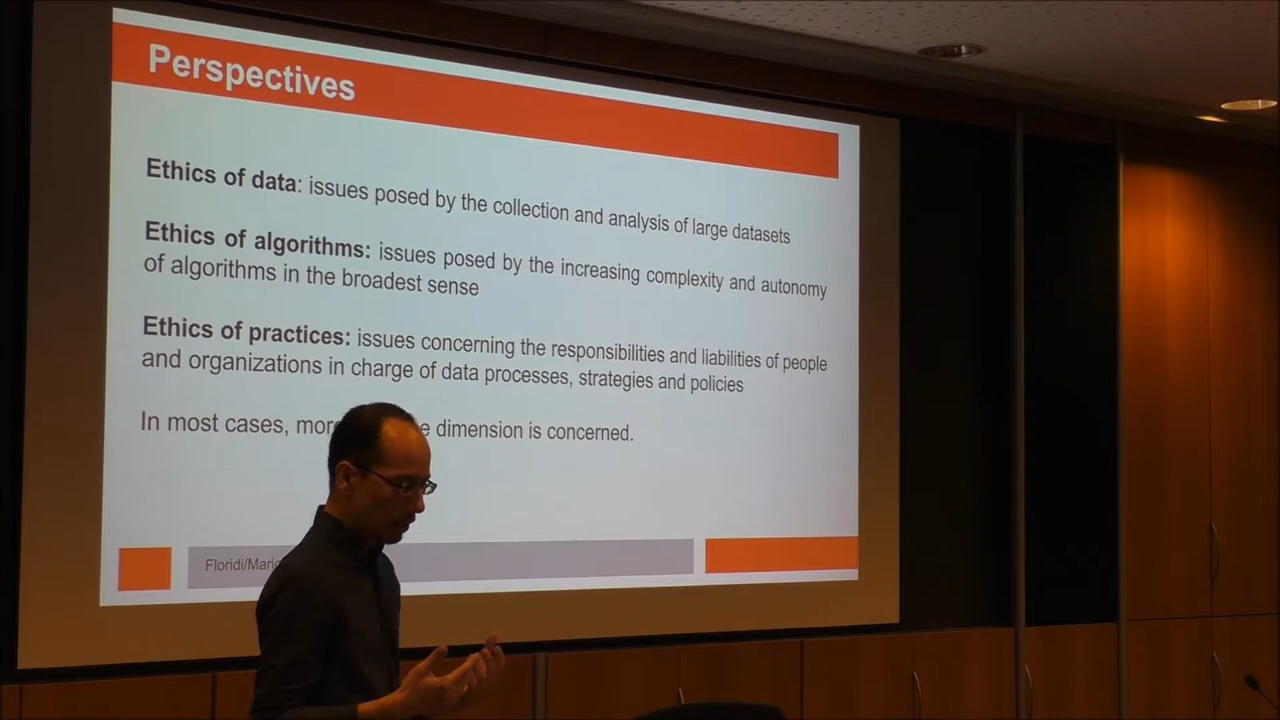 Perspectives
Ethics of data: issues posed by the collection and analysis of large datasets
Ethics of algorithms: issues posed by the increasing complexity and autonomy
of algorithms in the broadest sense
Ethics of practices: issues concerning the responsibilities and liabilities of people
and organizations in charge of data processes, strategies and policies
In most cases, dimension is concerned.
Floridi/